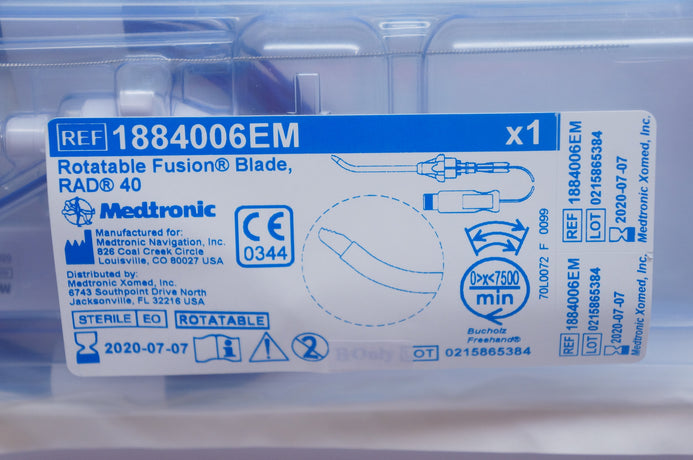 REF 1884006EM x1
Rotatable Fusion® Blade,
RAD® 40
Medtronic
Manufactured for:
Medtronic Navigation, Inc.
826 Coal Creek Circle
Louisville, CO 80027 USA
CE
0344
Distributed by:
Medtronic Xomed, Inc.
6743 Southpoint Drive North
Jacksonville, FL 32216 USA
STERILE EO ROTATABLE
2020-07-07
2
LOT 0215865384
0>x<7500
min
Bucholz
Freehand®
70L0072 F 0099
REF 1884006EM
LOT 0215865384
2020-07-07
Medtronic Xomed, Inc.
REF 1884006EM
LOT 0215865384
2020-07-07
Medtronic Xomed, Inc.